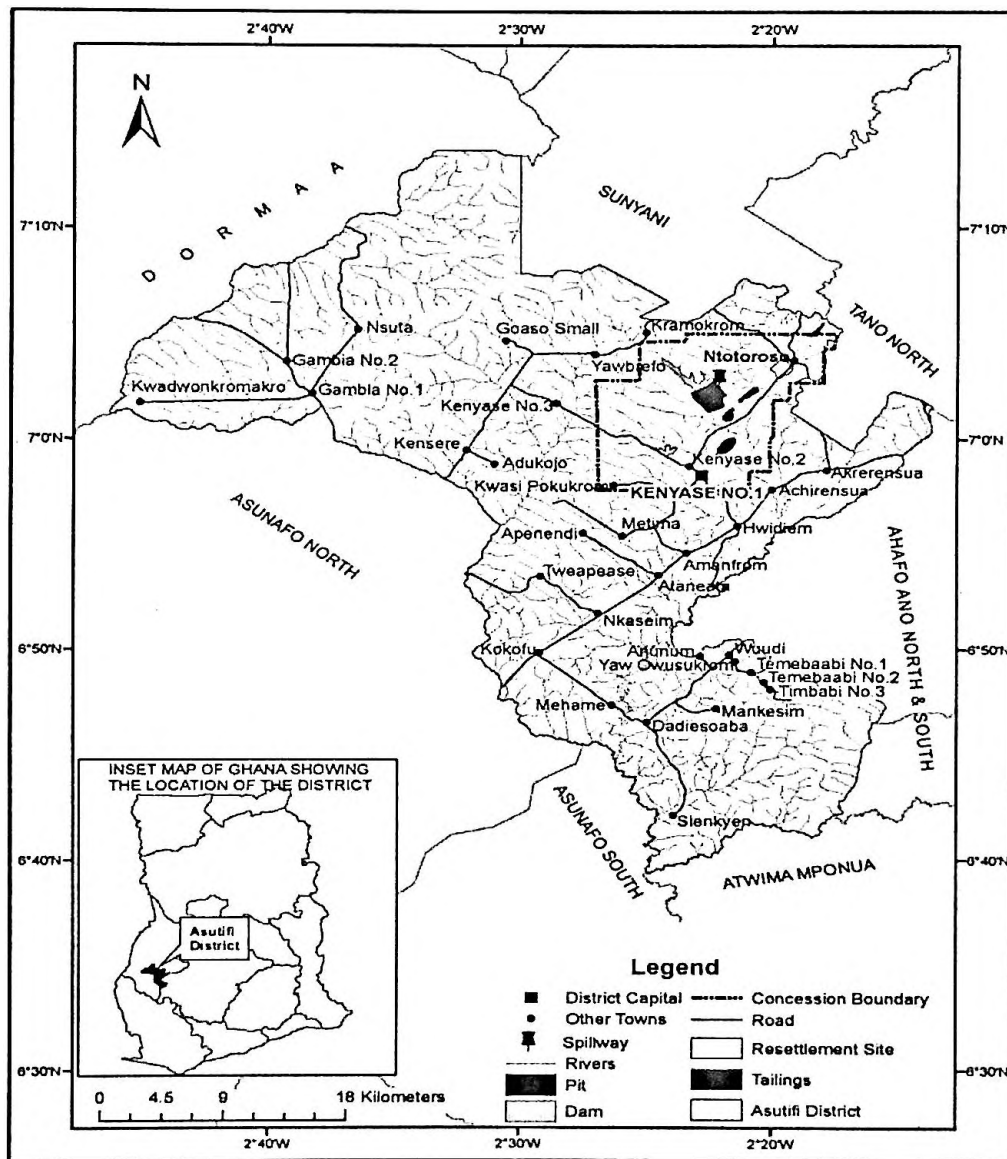 2°40'W 2°30'W 2°20'W
N
7°10'N 7°10'N
DORMAA
SUNYANI
TANO NORTH
Nsuta
Goaso Small
Kramokrom
Yawbrefo
Ntotoroso
Gambia No.2
Kwadwonkromakro
Gambia No.1
Kenyase No.3
7°0'N 7°0'N
Kensere
Adukojo
Kenyase No.2
Akrerensua
Kwasi Pokukrom
KENYASE NO.1
Achirensua
ASUNAFO NORTH
Apenendi
Metima
Hwidiem
Amanfrom
Tweapease
Ataneata
AHAFO ANO NORTH & SOUTH
Nkaseim
6°50'N 6°50'N
Kokofu
Anumum
Woudi
Yaw Owusukrom
Temebaabi No.1
Temebaabi No.2
Timbabi No.3
Mehame
Mankesim
Dadiesoaba
Sienkyen
6°40'N 6°40'N
ASUNAFO SOUTH
ATWIMA MPONUA
INSET MAP OF GHANA SHOWING
THE LOCATION OF THE DISTRICT
Asutifi
District
Legend
District Capital
Other Towns
Spillway
Rivers
Pit
Dam
Concession Boundary
Road
Resettlement Site
Tailings
Asutifi District
6°30'N 6°30'N
0 4.5 9 18 Kilometers
2°40'W 2°30'W 2°20'W